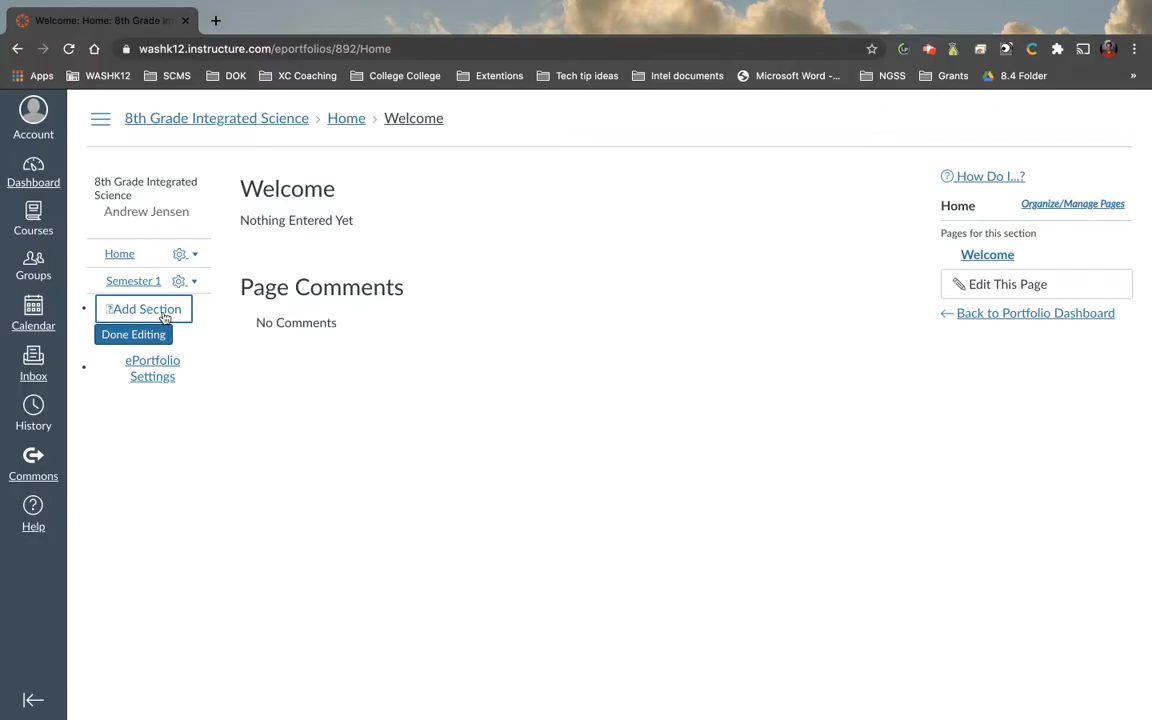 Welcome: Home: 8th Grade In
washk12.instructure.com/eportfolios/892/Home
Apps WASHK12 SCMS DOK XC Coaching College College Extentions Tech tip ideas Intel documents Microsoft Word -... NGSS Grants 8.4 Folder »
Account
Dashboard
Courses
Groups
Calendar
Inbox
History
Commons
Help
8th Grade Integrated Science > Home > Welcome
8th Grade Integrated
Science
Andrew Jensen
Home
Semester 1
Add Section
Done Editing
ePortfolio
Settings
Welcome
Nothing Entered Yet
Page Comments
No Comments
How Do I...?
Home Organize/Manage Pages
Pages for this section
Welcome
Edit This Page
Back to Portfolio Dashboard